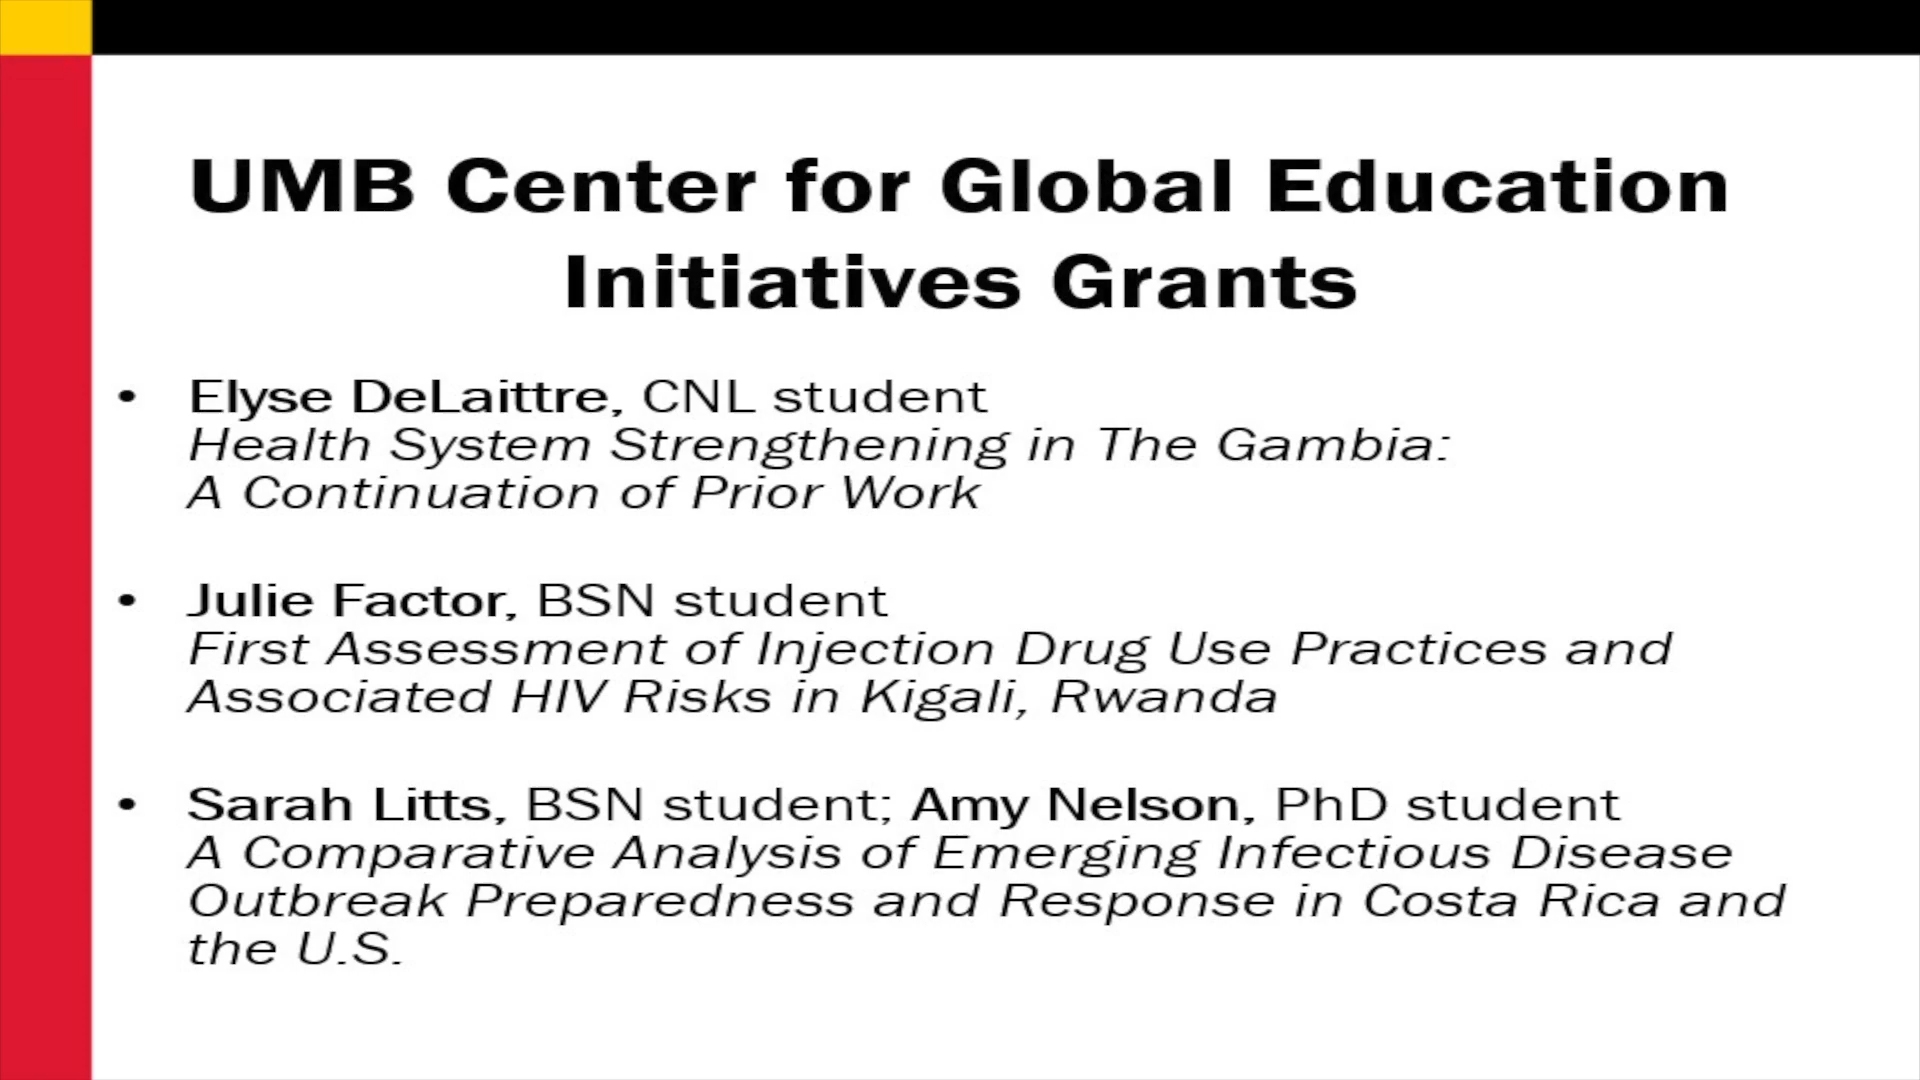 UMB Center for Global Education
Initiatives Grants
• Elyse DeLaittre, CNL student
Health System Strengthening in The Gambia:
A Continuation of Prior Work
• Julie Factor, BSN student
First Assessment of Injection Drug Use Practices and
Associated HIV Risks in Kigali, Rwanda
• Sarah Litts, BSN student; Amy Nelson, PhD student
A Comparative Analysis of Emerging Infectious Disease
Outbreak Preparedness and Response in Costa Rica and
the U.S.